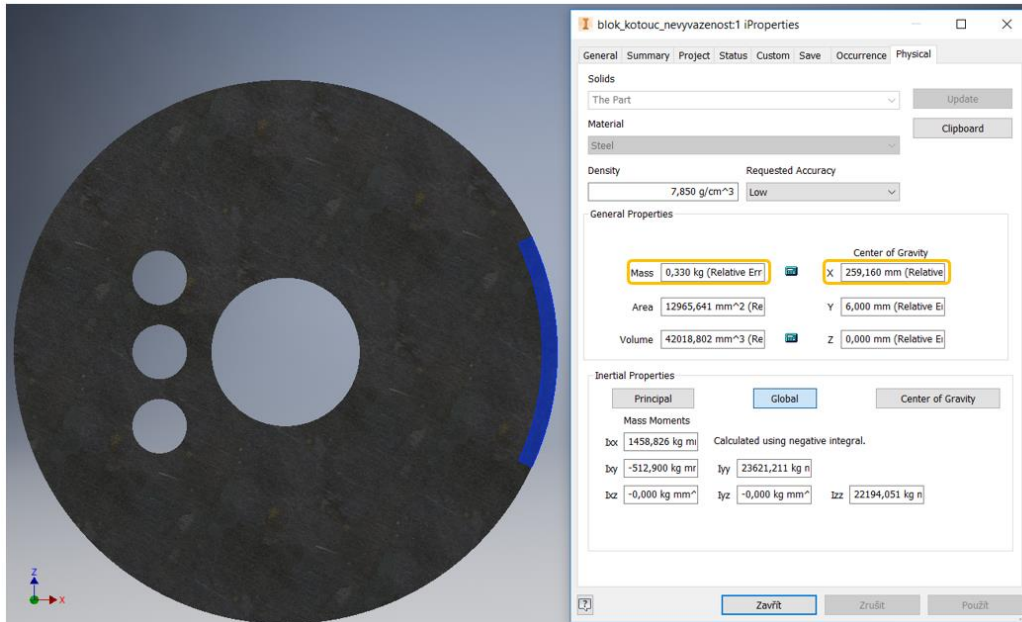 blok_kotouc_nevyvazenost:1 iProperties
General Summary Project Status Custom Save Occurrence Physical
Solids
The Part
Update
Material
Clipboard
Steel
Density Requested Accuracy
7,850 g/cm^3 Low
General Properties
Center of Gravity
Mass 0,330 kg (Relative Err X 259,160 mm (Relative
Area 12965,641 mm^2 (Re Y 6,000 mm (Relative Er
Volume 42018,802 mm^3 (Re Z 0,000 mm (Relative Er
Inertial Properties
Principal Global Center of Gravity
Mass Moments
Ixx 1458,826 kg mi Calculated using negative integral.
Ixy -512,900 kg mr Iyy 23621,211 kg n
Ixz -0,000 kg mm^ Iyz -0,000 kg mm^ Izz 22194,051 kg n
Z
X
Zavřít Zrušit Použít